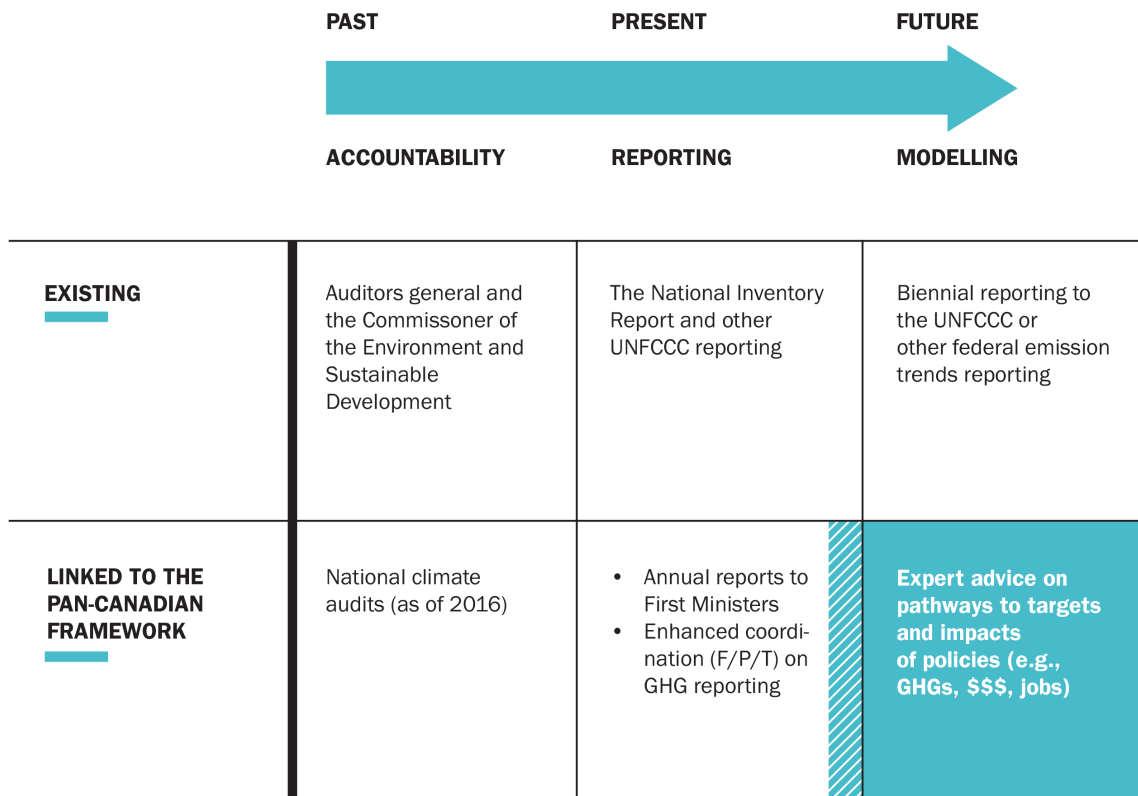 PAST
PRESENT
FUTURE
ACCOUNTABILITY
REPORTING
MODELLING
EXISTING
Auditors general and
the Commissoner of
the Environment and
Sustainable
Development
The National Inventory
Report and other
UNFCCC reporting
Biennial reporting to
the UNFCCC or
other federal emission
trends reporting
LINKED TO THE
PAN-CANADIAN
FRAMEWORK
National climate
audits (as of 2016)
• Annual reports to
First Ministers
• Enhanced coordi-
nation (F/P/T) on
GHG reporting
Expert advice on
pathways to targets
and impacts
of policies (e.g.,
GHGs, $$$, jobs)